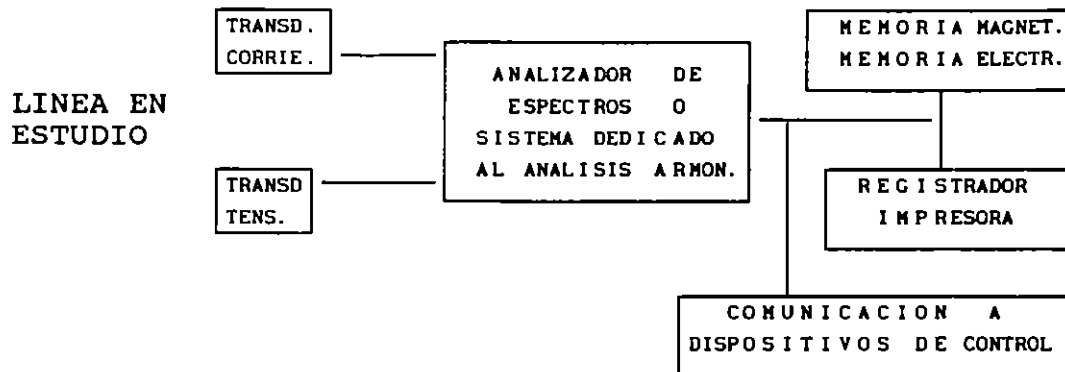 LINEA EN
ESTUDIO
TRANSD.
CORRIE.
TRANSD
TENS.
ANALIZADOR DE
ESPECTROS O
SISTEMA DEDICADO
AL ANALISIS ARMON.
MEMORIA MAGNET.
MEMORIA ELECTR.
REGISTRADOR
IMPRESORA
COMUNICACION A
DISPOSITIVOS DE CONTROL